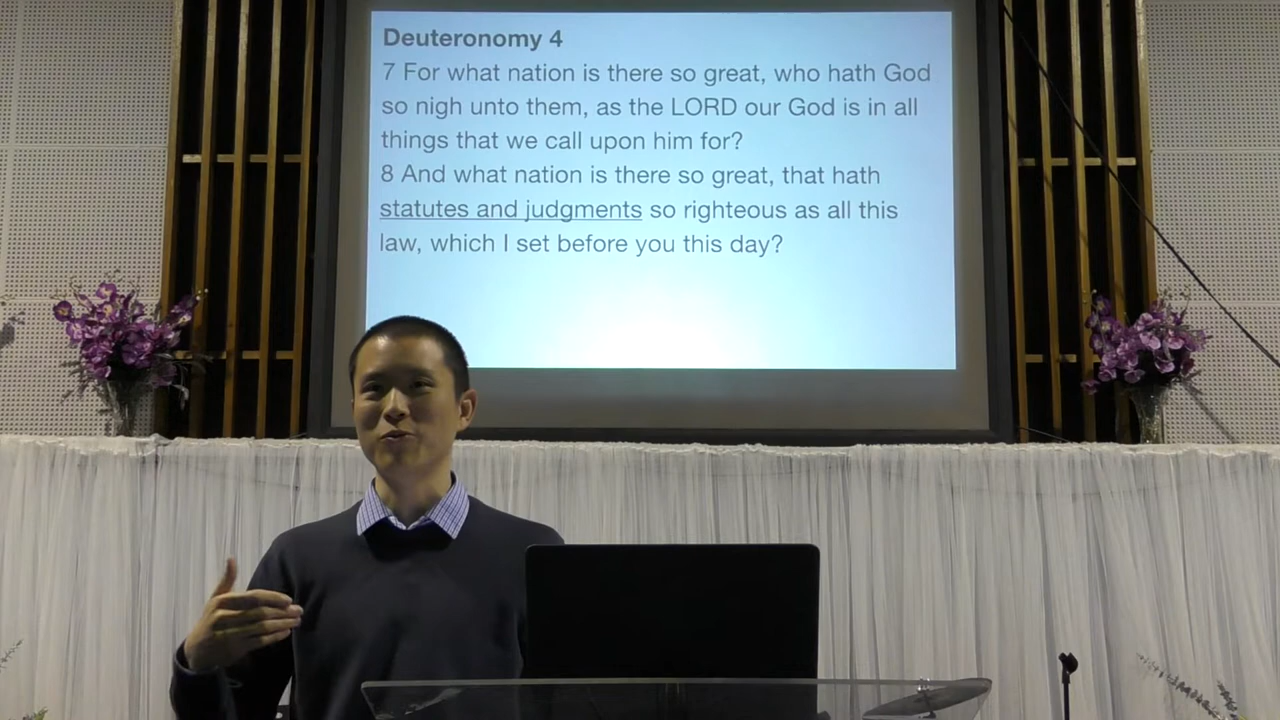 Deuteronomy 4
7 For what nation is there so great, who hath God
so nigh unto them, as the LORD our God is in all
things that we call upon him for?
8 And what nation is there so great, that hath
statutes and judgments so righteous as all this
law, which I set before you this day?